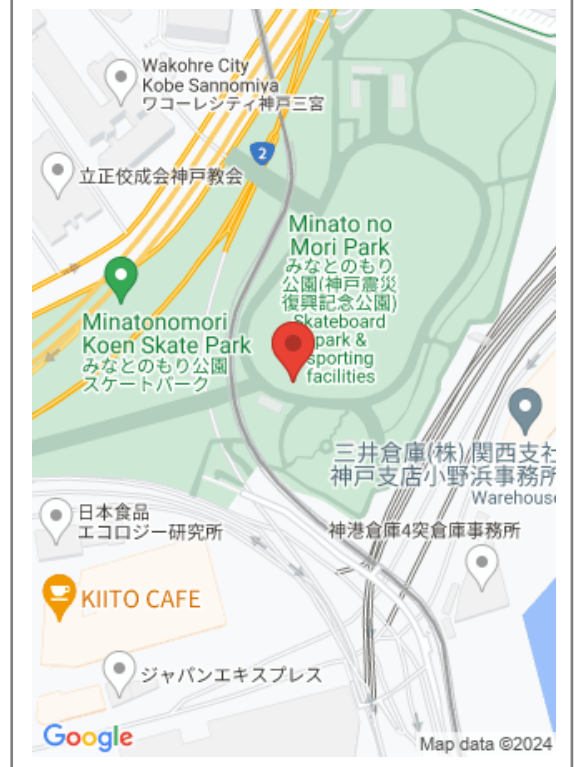 Wakohre City
Kobe Sannomiya
ワコーレシティ神戸三宮
2
立正佼成会神戸教会
Minato no
Mori Park
みなとのもり
公園(神戸震災
復興記念公園)
Skateboard
park &
sporting
facilities
Minatonomori
Koen Skate Park
みなとのもり公園
スケートパーク
三井倉庫(株) 関西支社
神戸支店小野浜事務所
Warehouse
日本食品
エコロジー研究所
神港倉庫4突倉庫事務所
KIITO CAFE
ジャパンエキスプレス
Google
Map data ©2024